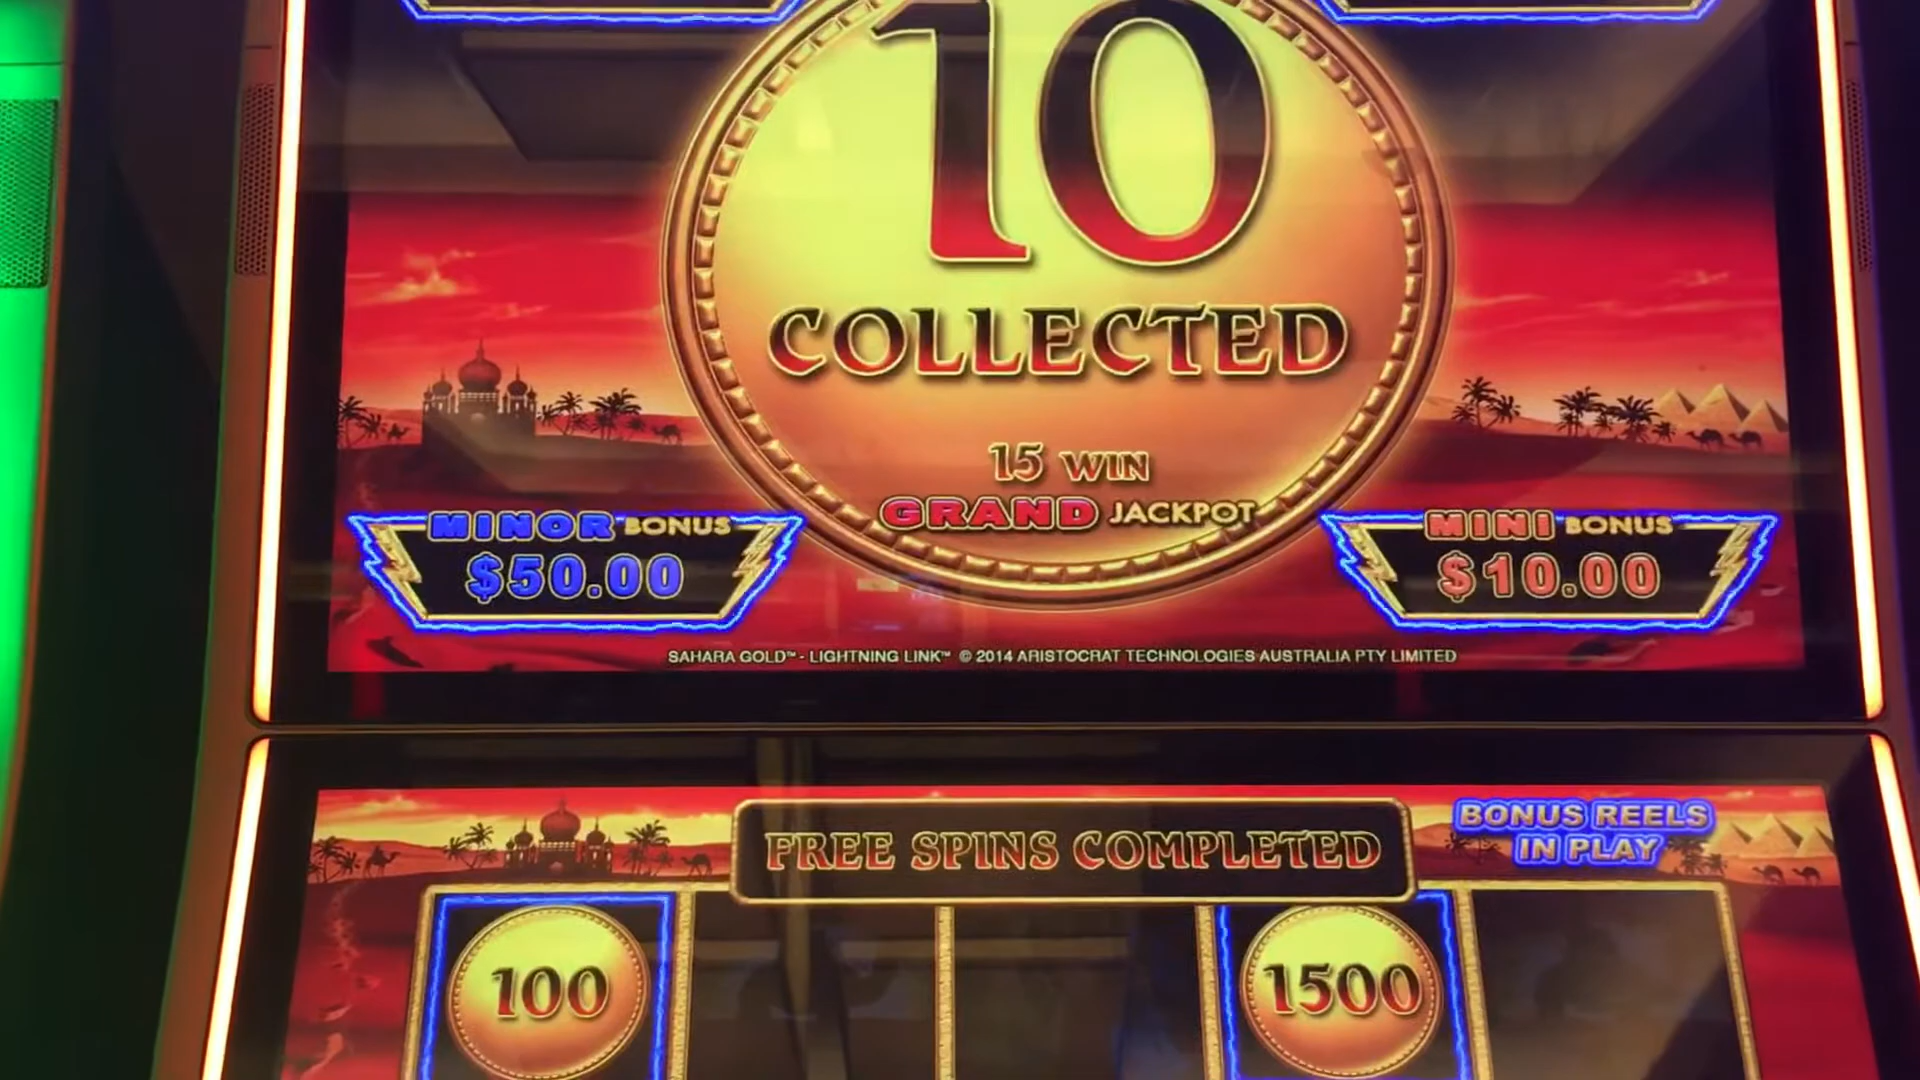 10
COLLECTED
15 WIN
GRAND JACKPOT
MINOR BONUS
$50.00
MINI BONUS
$10.00
SAHARA GOLD™ - LIGHTNING LINK™ © 2014 ARISTOCRAT TECHNOLOGIES AUSTRALIA PTY LIMITED
FREE SPINS COMPLETED
BONUS REELS
IN PLAY
100
1500